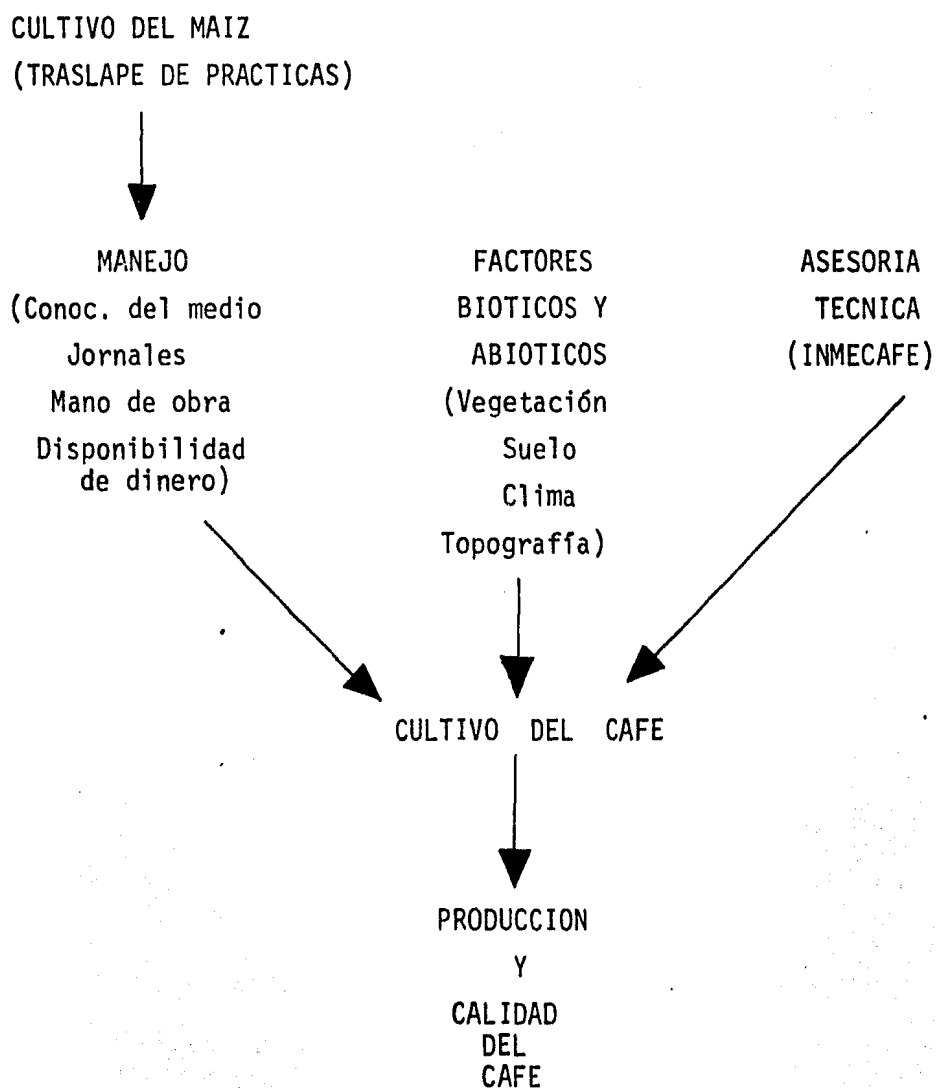 CULTIVO DEL MAIZ
(TRASLAPE DE PRACTICAS)
MANEJO
(Conoc. del medio
Jornales
Mano de obra
Disponibilidad
de dinero)
FACTORES
BIOTICOS Y
ABIOTICOS
(Vegetación
Suelo
Clima
Topografía)
ASESORIA
TECNICA
(INMECAFE)
CULTIVO DEL CAFE
PRODUCCION
Y
CALIDAD
DEL
CAFE